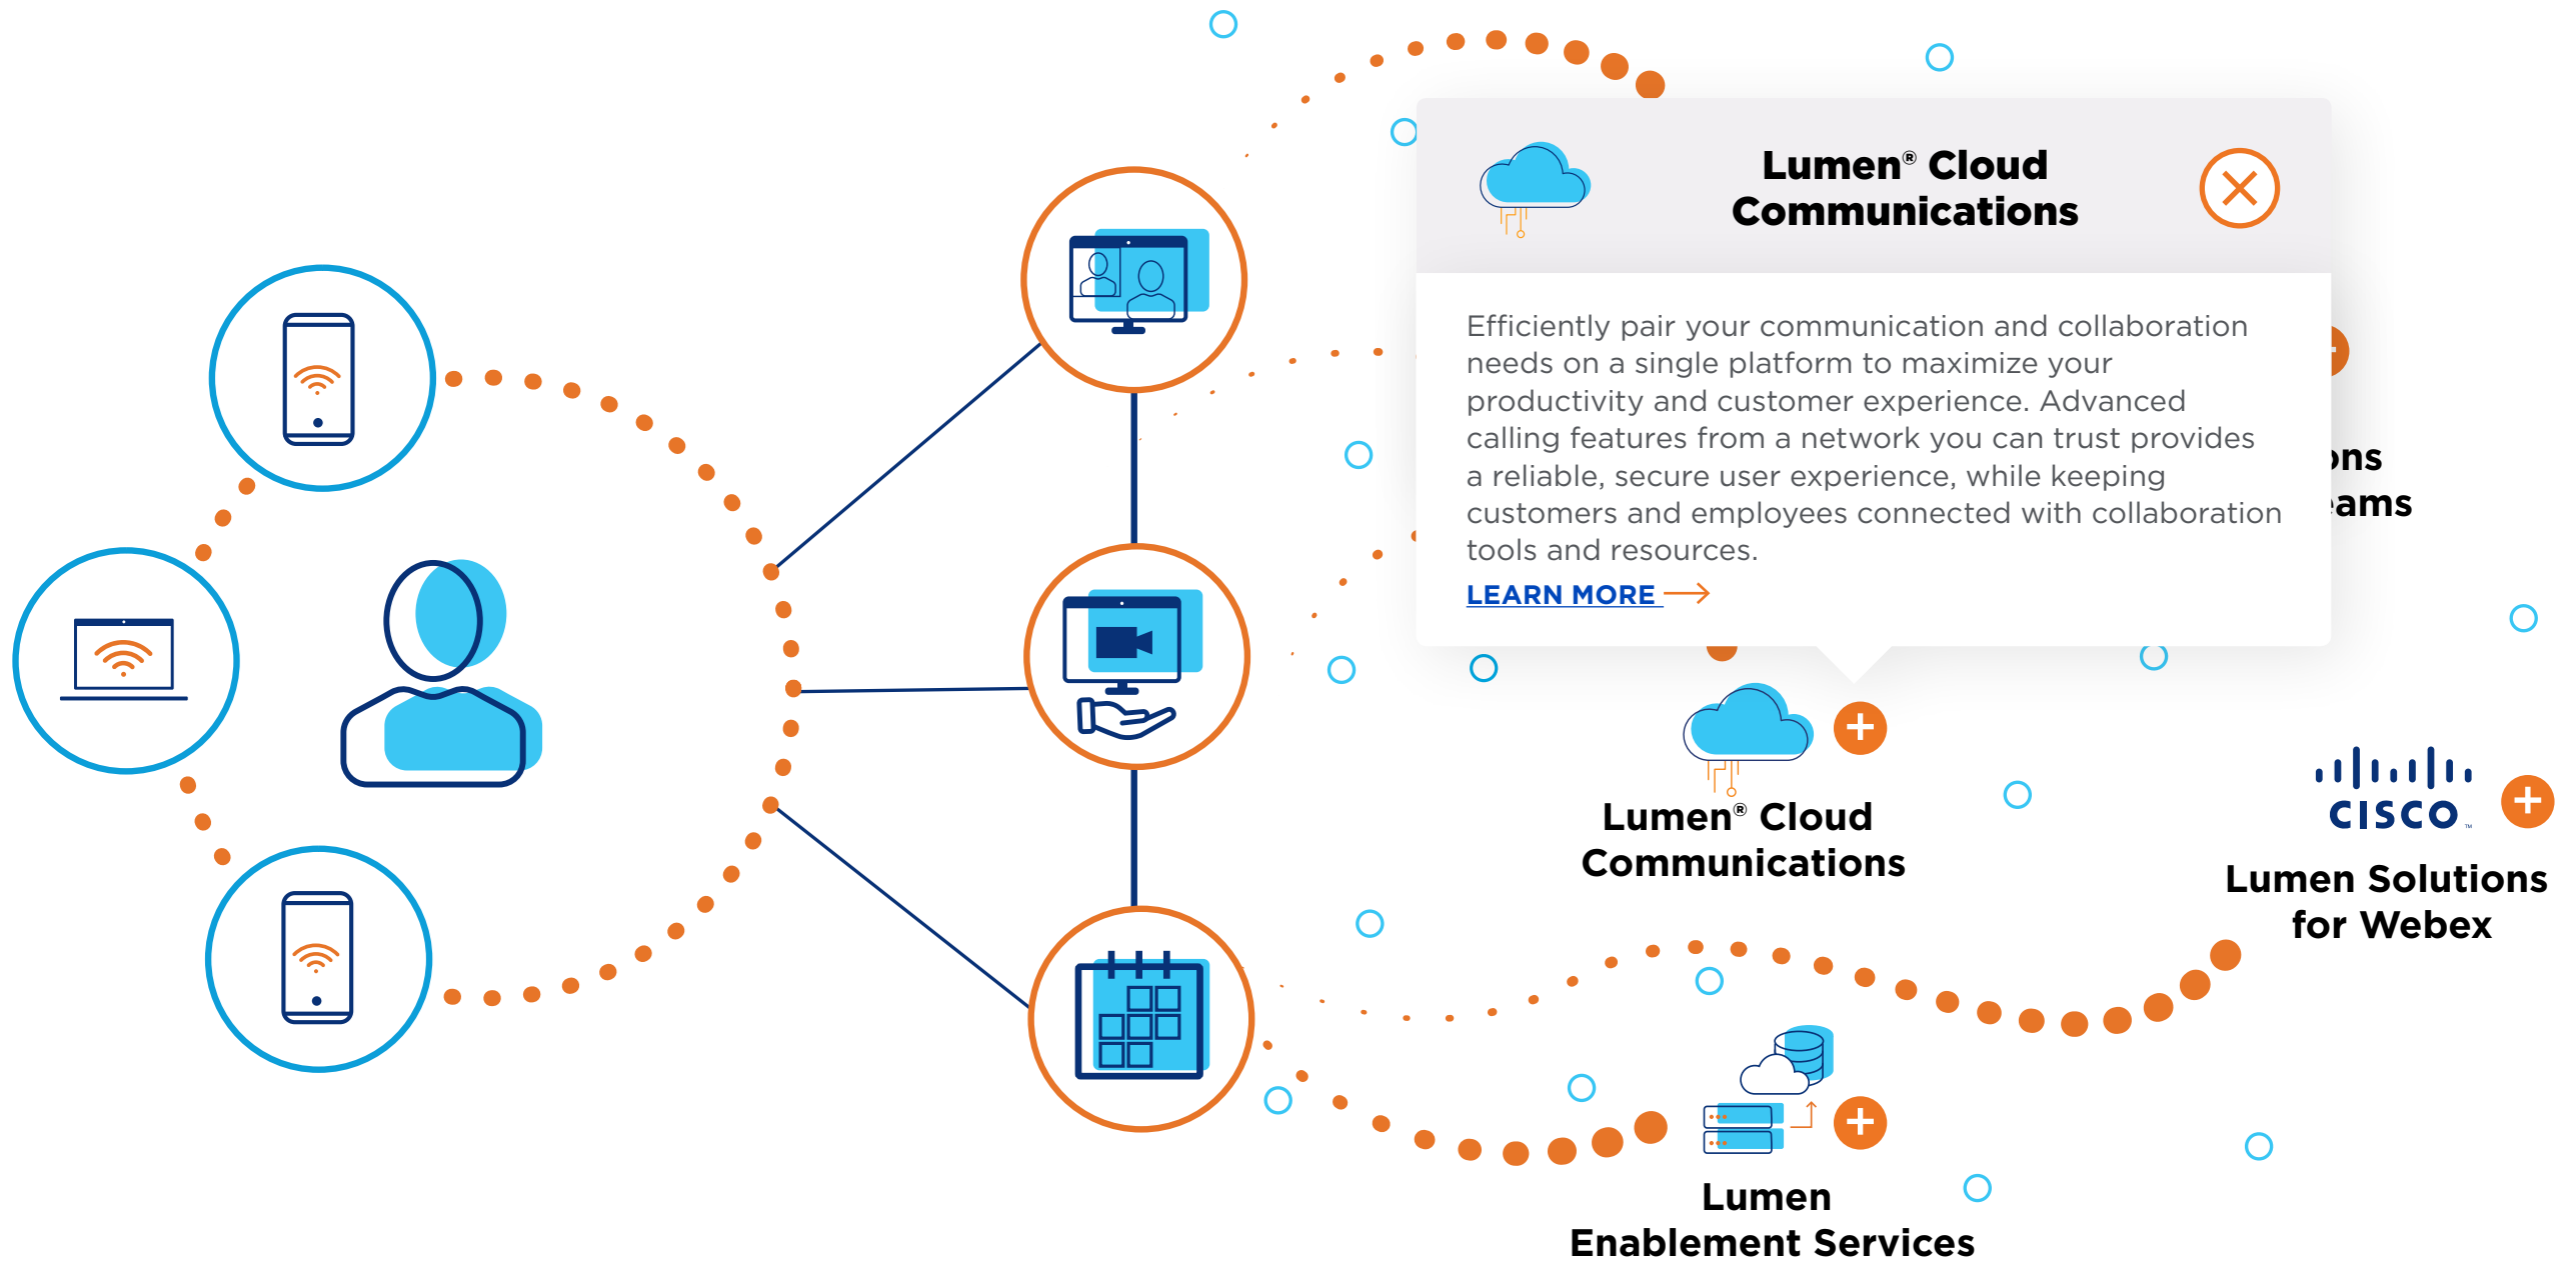 Lumen® Cloud
Communications
Efficiently pair your communication and collaboration
needs on a single platform to maximize your
productivity and customer experience. Advanced
calling features from a network you can trust provides
a reliable, secure user experience, while keeping
customers and employees connected with collaboration
tools and resources.
LEARN MORE
Lumen® Cloud
Communications
CISCO™
Lumen Solutions
for Webex
Lumen
Enablement Services